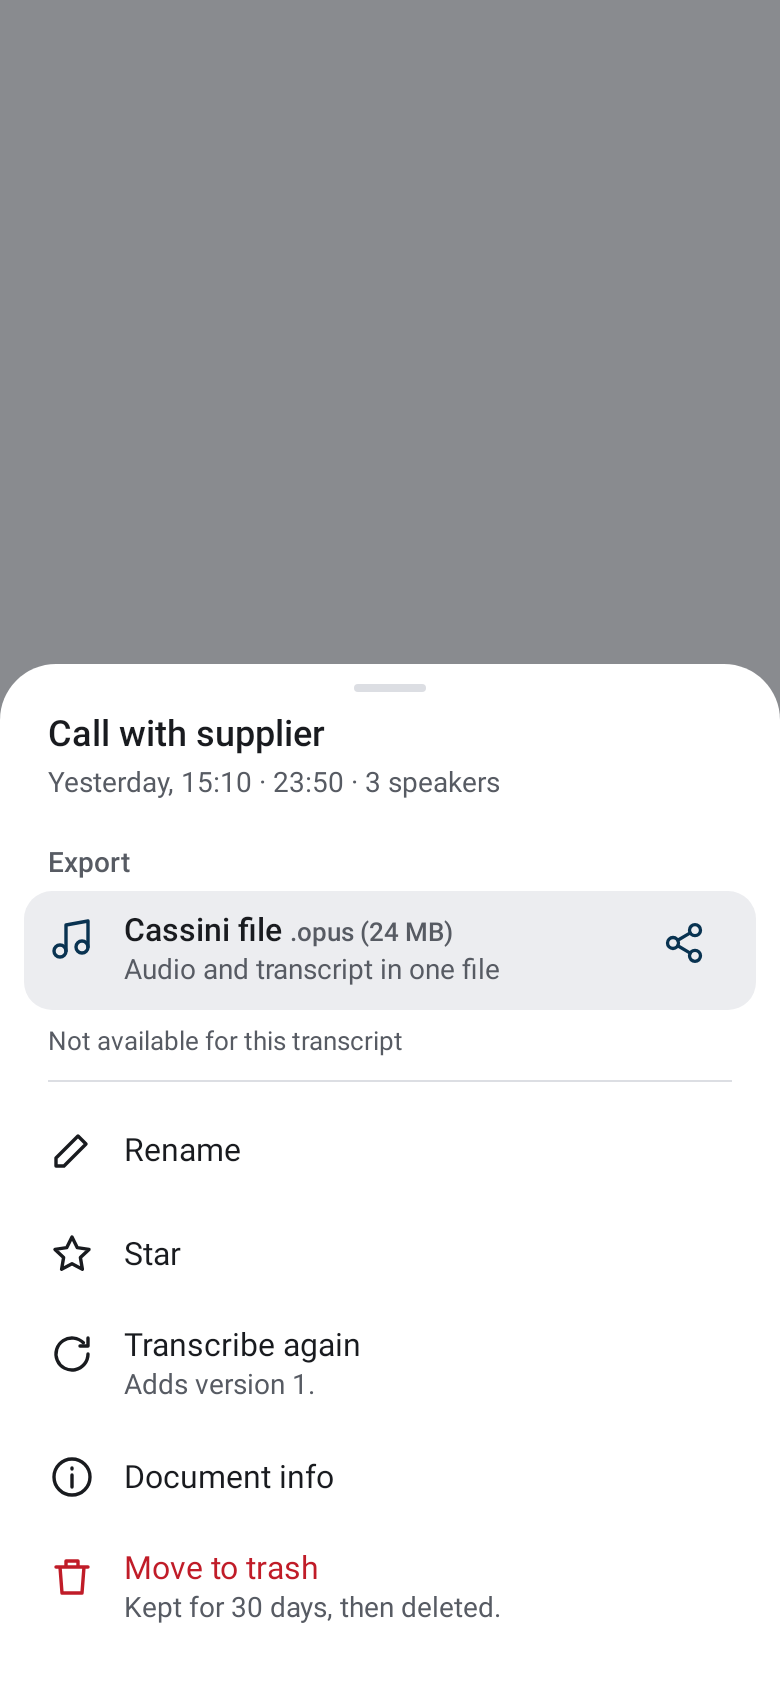 Call with supplier
Yesterday, 15:10 · 23:50 · 3 speakers
Export
Cassini file .opus (24 MB)
Audio and transcript in one file
Not available for this transcript
Rename
Star
Transcribe again
Adds version 1.
Document info
Move to trash
Kept for 30 days, then deleted.